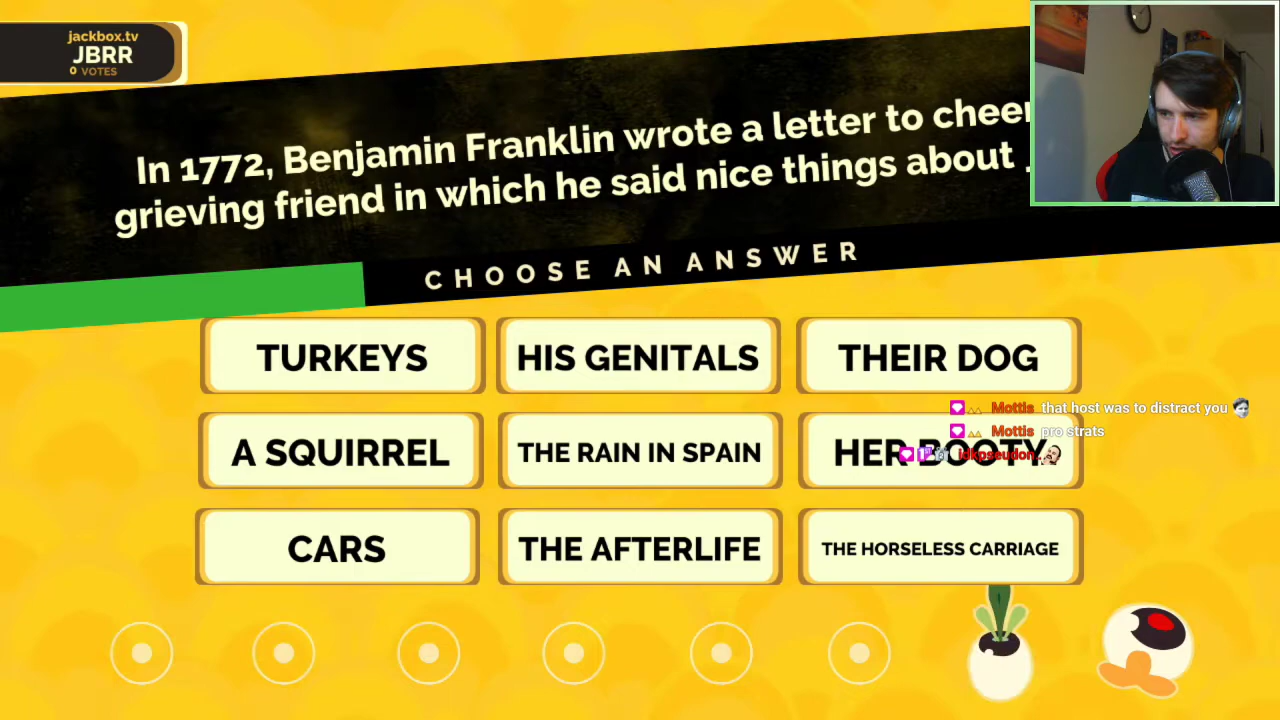 jackbox.tv
JBRR
0 VOTES
In 1772, Benjamin Franklin wrote a letter to cheer
grieving friend in which he said nice things about
CHOOSE AN ANSWER
TURKEYS
HIS GENITALS
THEIR DOG
Mottis that host was to distract you
Mottis pro strats
A SQUIRREL
THE RAIN IN SPAIN
HER BOOTY
idkpseudon..
CARS
THE AFTERLIFE
THE HORSELESS CARRIAGE